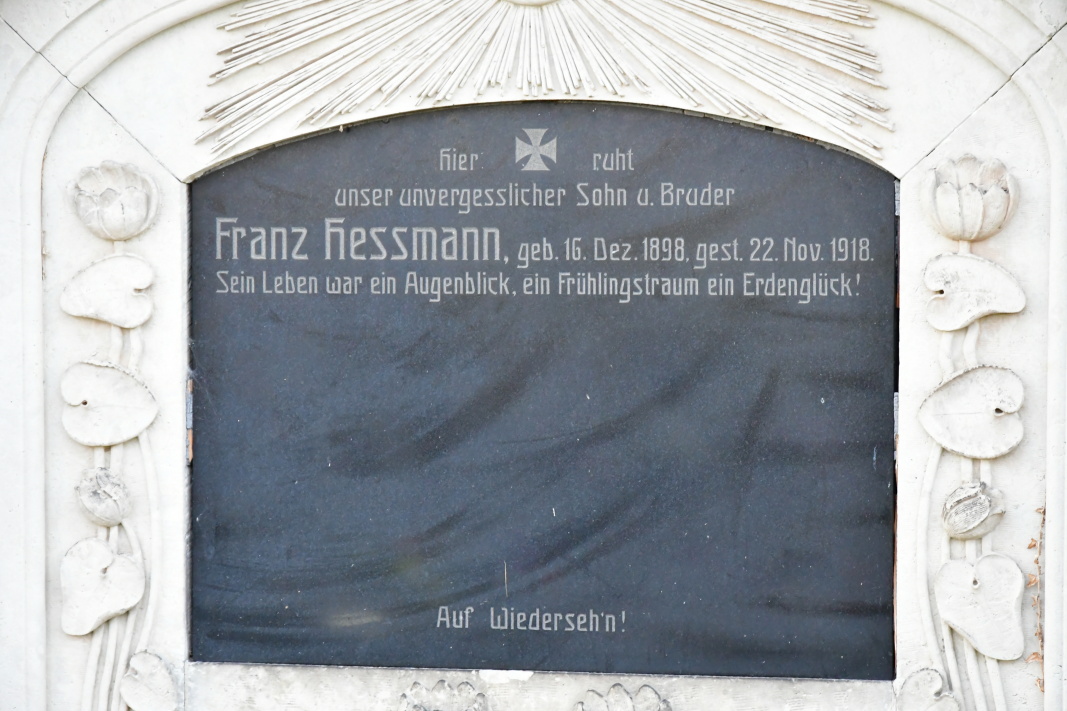 Hier ruht
unser unvergesslicher Sohn u. Bruder
Franz Hessmann, geb. 16. Dez. 1898, gest. 22. Nov. 1918.
Sein Leben war ein Augenblick, ein Frühlingstraum ein Erdenglück!
Auf Wiederseh'n!